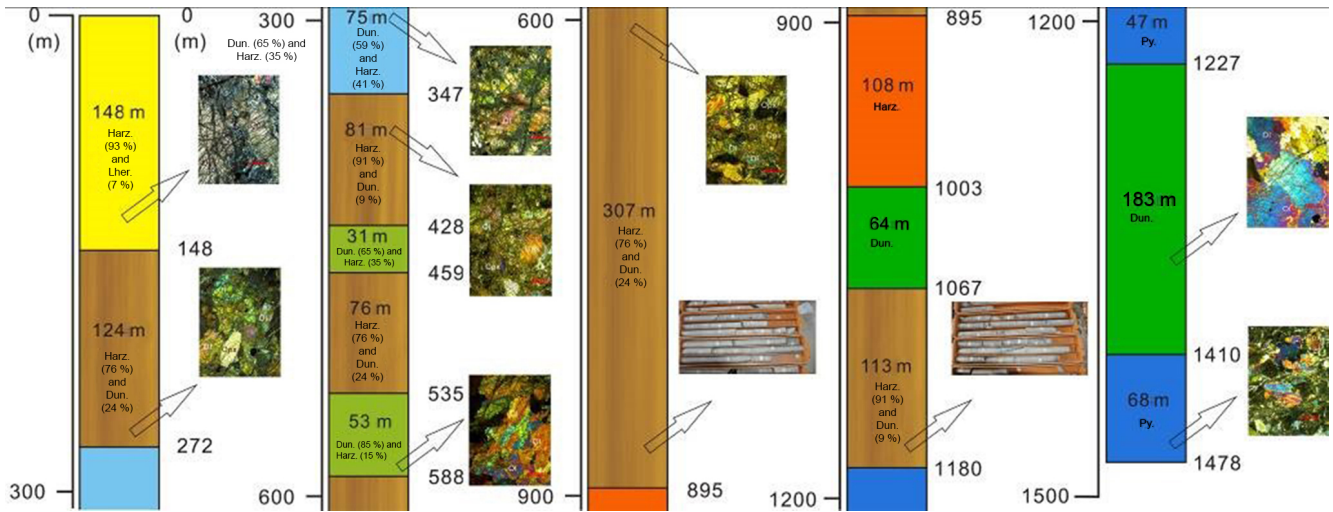 0
(m)
148 m
Harz.
(93 %)
and
Lher.
(7 %)
148
124 m
Harz.
(76 %)
and
Dun.
(24 %)
272
300
0
(m)
Dun. (65 %) and
Harz. (35 %)
300
75 m
Dun.
(59 %)
and
Harz.
(41 %)
347
81 m
Harz.
(91 %)
and
Dun.
(9 %)
428
31 m
Dun. (65 %) and
Harz. (35 %)
459
76 m
Harz.
(76 %)
and
Dun.
(24 %)
535
53 m
Dun. (85 %) and
Harz. (15 %)
588
600
600
307 m
Harz.
(76 %)
and
Dun.
(24 %)
895
900
900
895
108 m
Harz.
1003
64 m
Dun.
1067
113 m
Harz.
(91 %)
and
Dun.
(9 %)
1180
1200
1200
47 m
Py.
1227
183 m
Dun.
1410
68 m
Py.
1478
1500